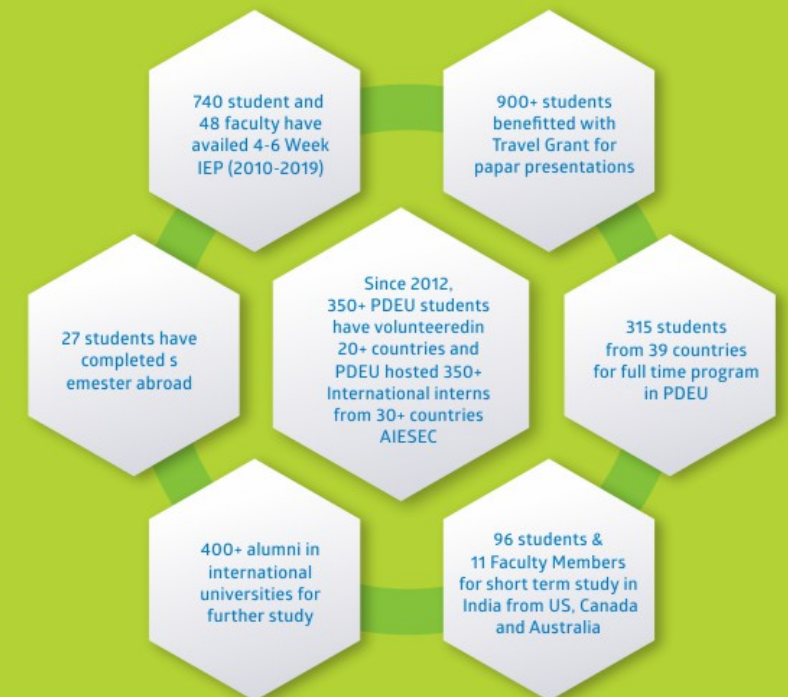 740 student and
48 faculty have
availed 4-6 Week
IEP (2010-2019)
900+ students
benefitted with
Travel Grant for
papar presentations
27 students have
completed s
emester abroad
Since 2012,
350+ PDEU students
have volunteeredin
20+ countries and
PDEU hosted 350+
International interns
from 30+ countries
AIESEC
315 students
from 39 countries
for full time program
in PDEU
400+ alumni in
international
universities for
further study
96 students &
11 Faculty Members
for short term study in
India from US, Canada
and Australia